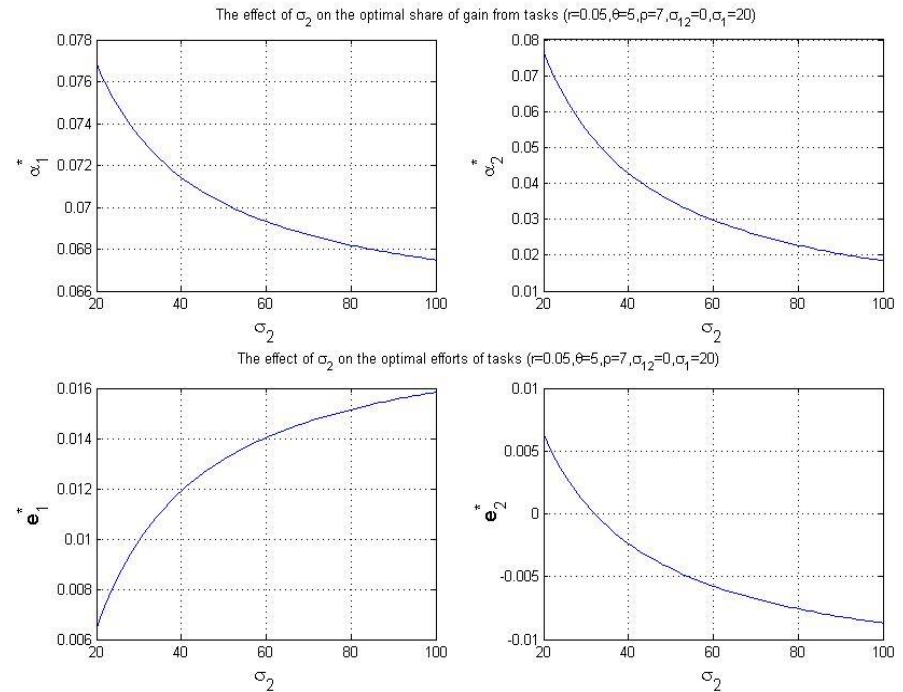 The effect of σ₂ on the optimal share of gain from tasks (r=0.05,θ=5,ρ=7,σ₁₂=0,σ₁=20)
0.078
0.076
0.074
0.072
0.07
0.068
0.066
α₁*
20 40 60 80 100
σ₂
0.08
0.07
0.06
0.05
0.04
0.03
0.02
0.01
α₂*
20 40 60 80 100
σ₂
The effect of σ₂ on the optimal efforts of tasks (r=0.05,θ=5,ρ=7,σ₁₂=0,σ₁=20)
0.016
0.014
0.012
0.01
0.008
0.006
e₁*
20 40 60 80 100
σ₂
0.01
0.005
0
-0.005
-0.01
e₂*
20 40 60 80 100
σ₂